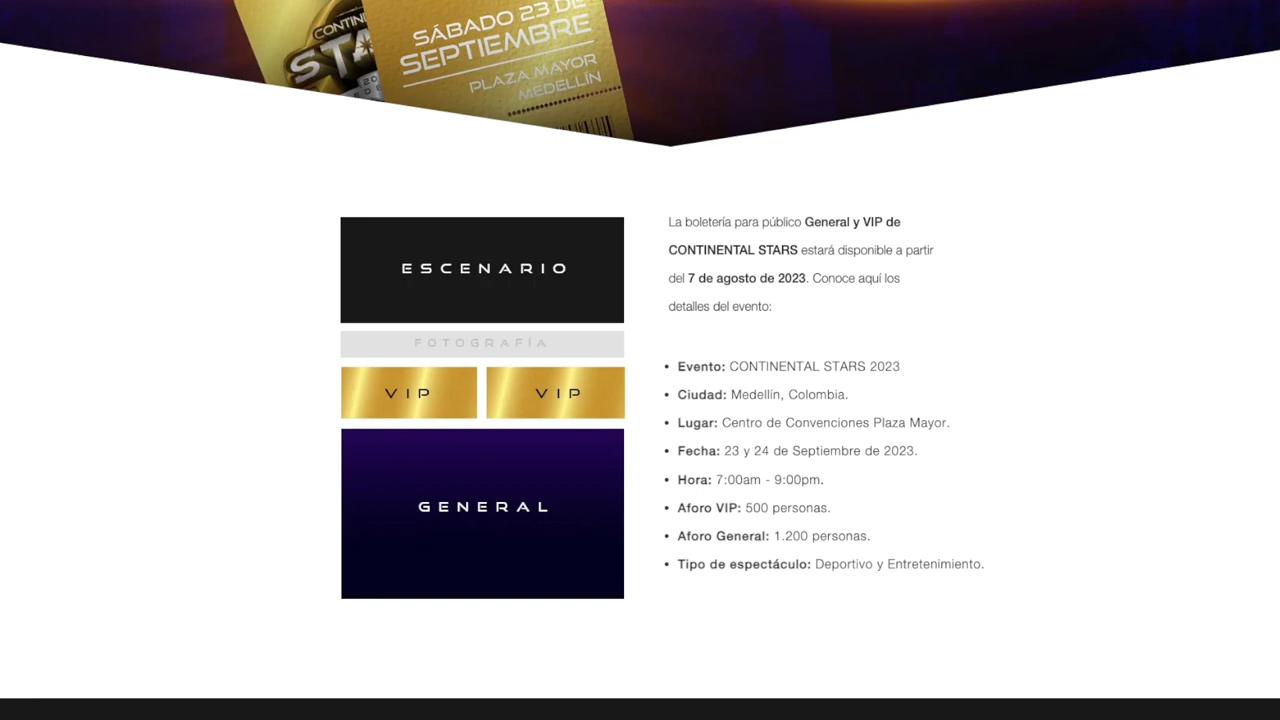 CONTIN
STA
SÁBADO 23 DE
SEPTIEMBRE
PLAZA MAYOR
MEDELLÍN
ESCENARIO
FOTOGRAFÍA
VIP VIP
GENERAL
La boletería para público General y VIP de
CONTINENTAL STARS estará disponible a partir
del 7 de agosto de 2023. Conoce aquí los
detalles del evento:
• Evento: CONTINENTAL STARS 2023
• Ciudad: Medellín, Colombia.
• Lugar: Centro de Convenciones Plaza Mayor.
• Fecha: 23 y 24 de Septiembre de 2023.
• Hora: 7:00am - 9:00pm.
• Aforo VIP: 500 personas.
• Aforo General: 1.200 personas.
• Tipo de espectáculo: Deportivo y Entretenimiento.